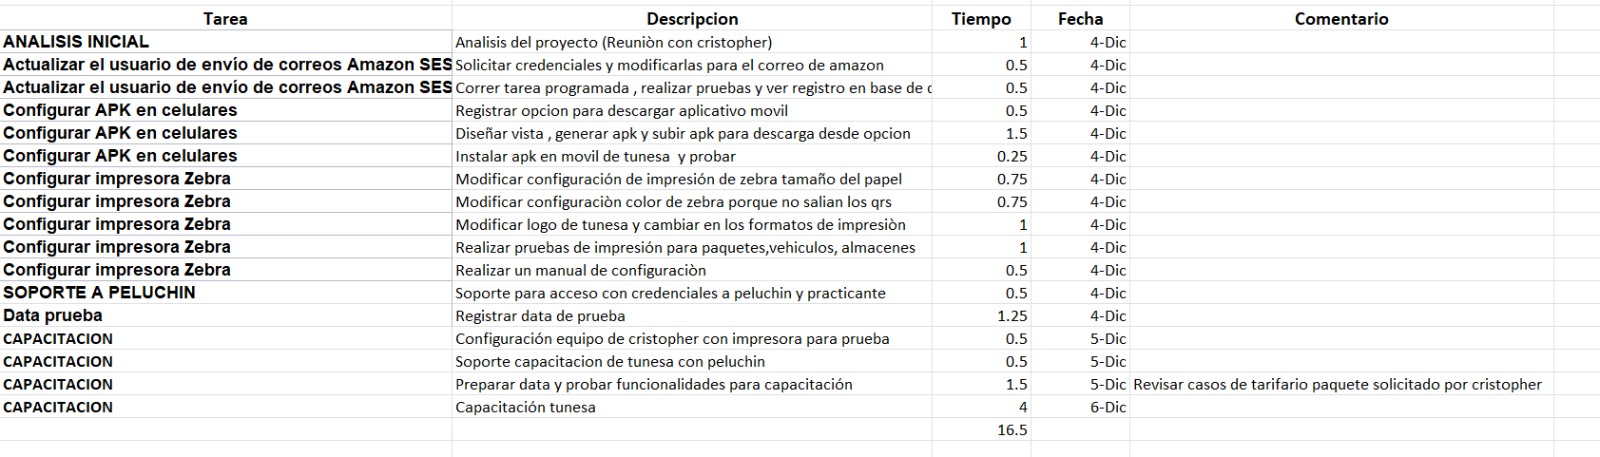 Tarea Descripcion Tiempo Fecha Comentario
ANALISIS INICIAL Analisis del proyecto (Reuniòn con cristopher) 1 4-Dic
Actualizar el usuario de envío de correos Amazon SES Solicitar credenciales y modificarlas para el correo de amazon 0.5 4-Dic
Actualizar el usuario de envío de correos Amazon SES Correr tarea programada , realizar pruebas y ver registro en base de 0.5 4-Dic
Configurar APK en celulares Registrar opcion para descargar aplicativo movil 0.5 4-Dic
Configurar APK en celulares Diseñar vista , generar apk y subir apk para descarga desde opcion 1.5 4-Dic
Configurar APK en celulares Instalar apk en movil de tunesa y probar 0.25 4-Dic
Configurar impresora Zebra Modificar configuración de impresión de zebra tamaño del papel 0.75 4-Dic
Configurar impresora Zebra Modificar configuraciòn color de zebra porque no salian los qrs 0.75 4-Dic
Configurar impresora Zebra Modificar logo de tunesa y cambiar en los formatos de impresiòn 1 4-Dic
Configurar impresora Zebra Realizar pruebas de impresión para paquetes,vehiculos, almacenes 1 4-Dic
Configurar impresora Zebra Realizar un manual de configuraciòn 0.5 4-Dic
SOPORTE A PELUCHIN Soporte para acceso con credenciales a peluchin y practicante 0.5 4-Dic
Data prueba Registrar data de prueba 1.25 4-Dic
CAPACITACION Configuración equipo de cristopher con impresora para prueba 0.5 5-Dic
CAPACITACION Soporte capacitacion de tunesa con peluchin 0.5 5-Dic
CAPACITACION Preparar data y probar funcionalidades para capacitación 1.5 5-Dic Revisar casos de tarifario paquete solicitado por cristopher
CAPACITACION Capacitación tunesa 4 6-Dic
16.5